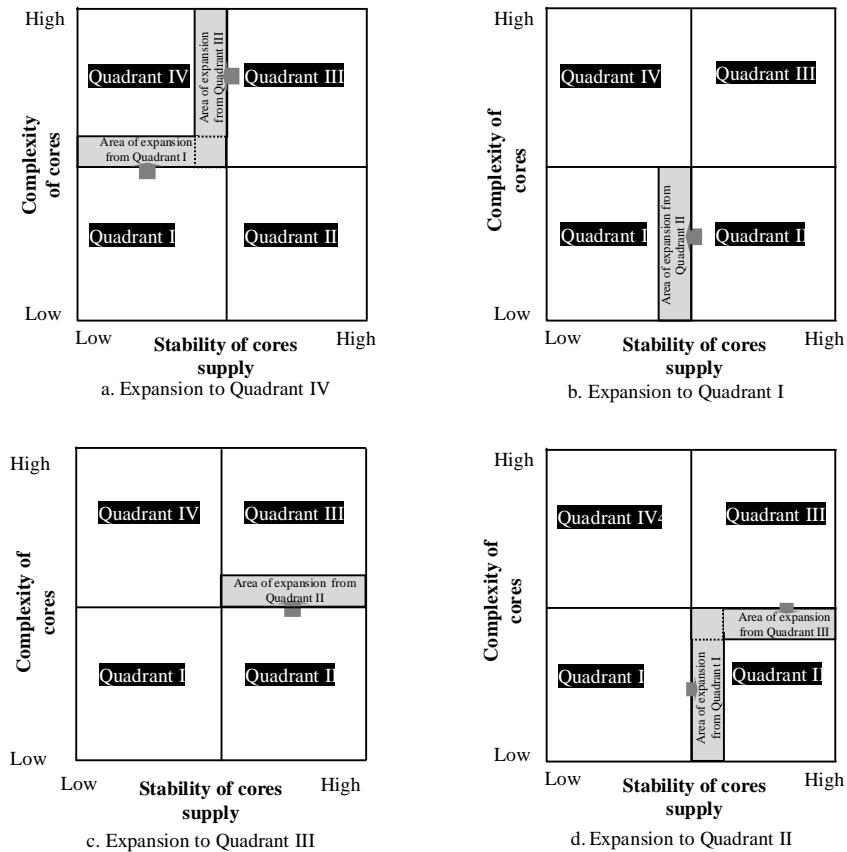 High
Quadrant IV
Area of expansion
from Quadrant III
Quadrant III
Area of expansion
from Quadrant I
Complexity
of cores
Quadrant I
Quadrant II
Low
Low
Stability of cores
supply
High
a. Expansion to Quadrant IV
High
Quadrant IV
Quadrant III
Complexity of
cores
Quadrant I
Area of expansion from
Quadrant II
Quadrant II
Low
Low
Stability of cores
supply
High
b. Expansion to Quadrant I
High
Quadrant IV
Quadrant III
Area of expansion from
Quadrant II
Complexity of
cores
Quadrant I
Quadrant II
Low
Low
Stability of cores
supply
High
c. Expansion to Quadrant III
High
Quadrant IV4
Quadrant III
Complexity of
cores
Area of expansion
from Quadrant III
Quadrant I
Area of expansion
from Quadrant I
Quadrant II
Low
Low
Stability of cores
supply
High
d. Expansion to Quadrant II